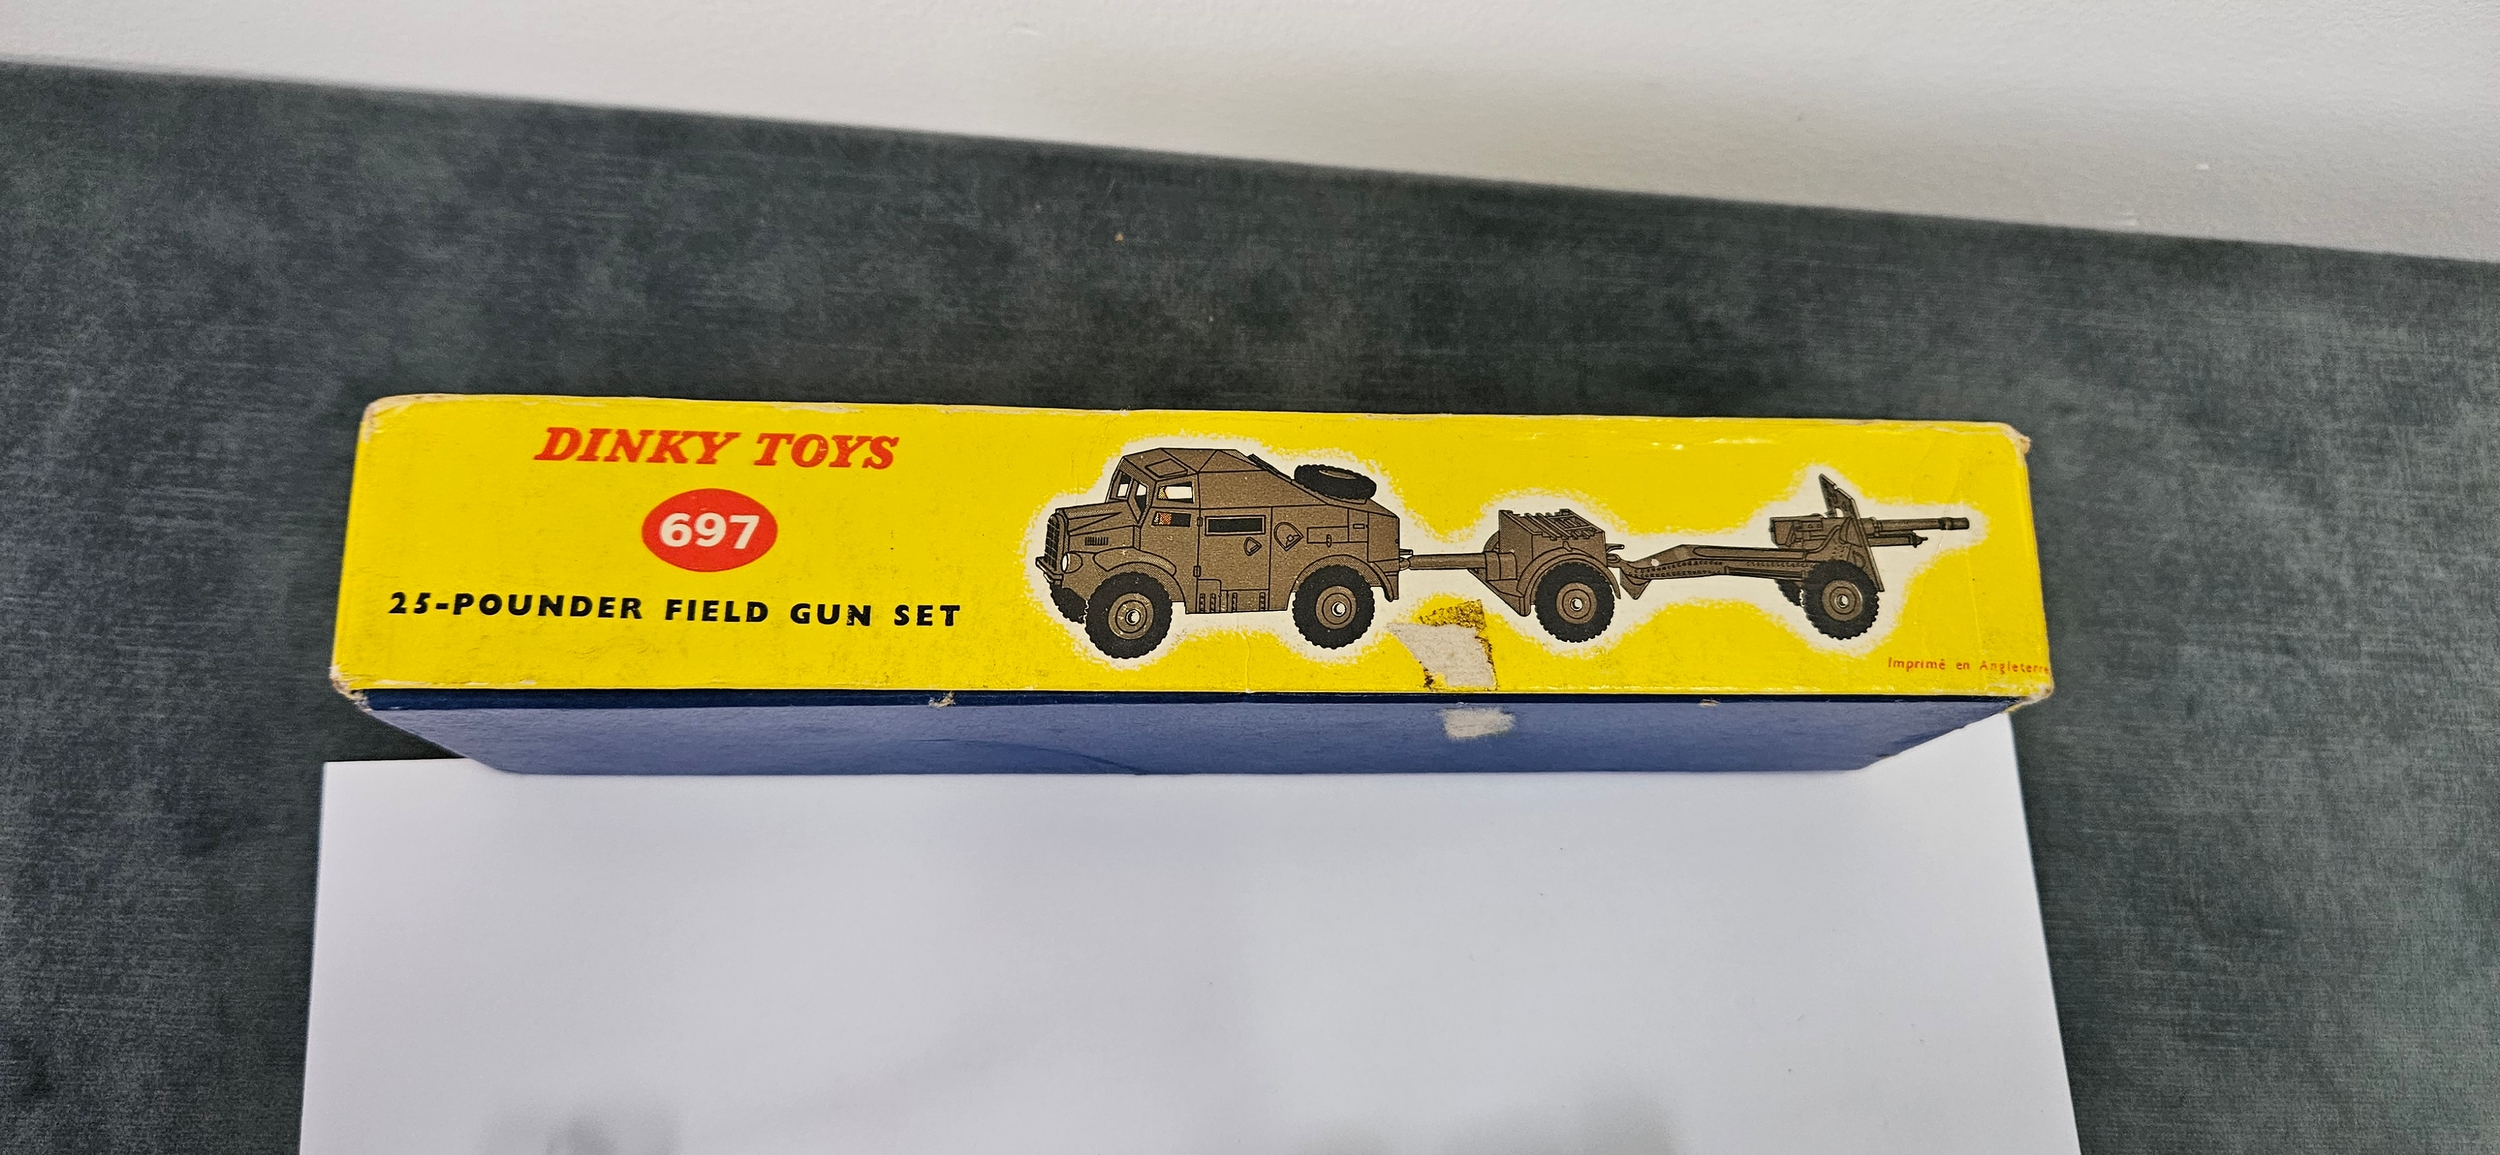 DINKY TOYS
697
25-POUNDER FIELD GUN SET
Imprimé en Angleterre